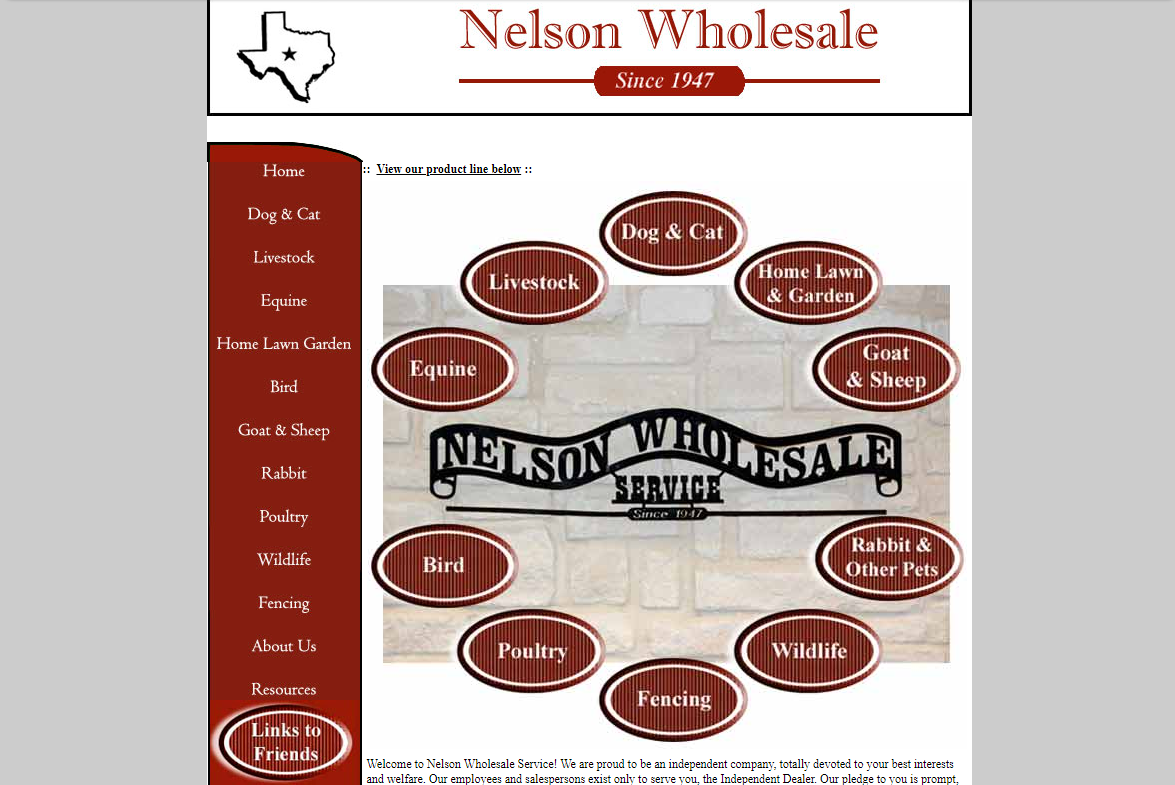 Nelson Wholesale
Since 1947
Home
Dog & Cat
Livestock
Equine
Home Lawn Garden
Bird
Goat & Sheep
Rabbit
Poultry
Wildlife
Fencing
About Us
Resources
Links to
Friends
:: View our product line below ::
Dog & Cat
Livestock
Home Lawn
& Garden
Equine
Goat
& Sheep
NELSON WHOLESALE
SERVICE
Since 1947
Bird
Rabbit &
Other Pets
Poultry
Wildlife
Fencing
Welcome to Nelson Wholesale Service! We are proud to be an independent company, totally devoted to your best interests
and welfare. Our employees and salespersons exist only to serve you, the Independent Dealer. Our pledge to you is prompt,